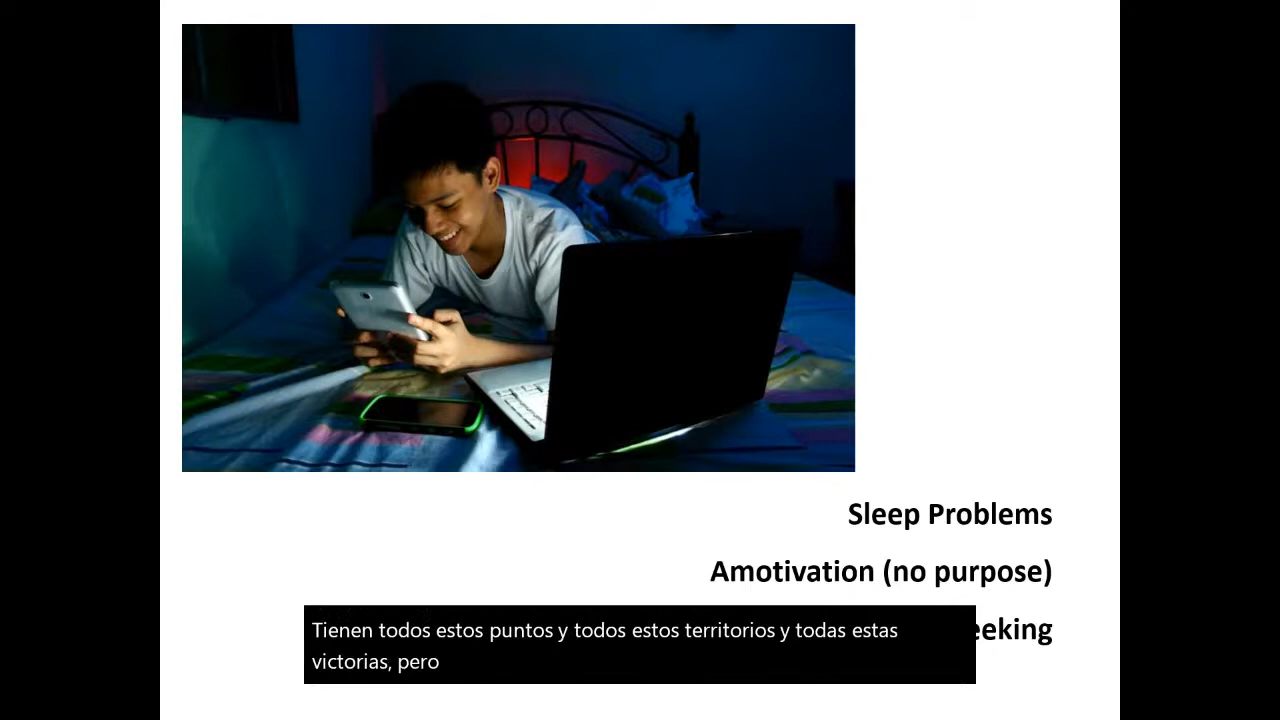 Sleep Problems
Amotivation (no purpose)
eeking
Tienen todos estos puntos y todos estos territorios y todas estas
victorias, pero